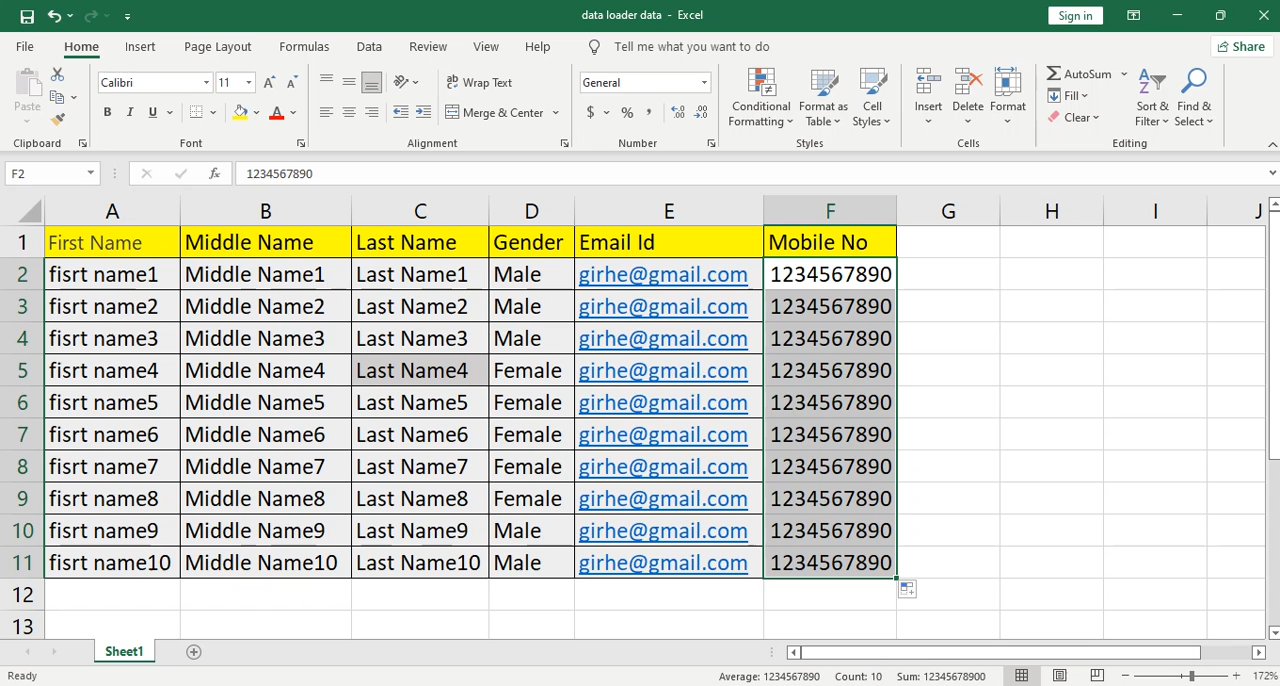 data loader data - Excel
Sign in
File Home Insert Page Layout Formulas Data Review View Help Tell me what you want to do Share
Paste
Calibri 11
Wrap Text
General
Conditional Formatting
Format as Table
Cell Styles
Insert Delete Format
AutoSum
Fill
Clear
Sort & Filter
Find & Select
B I U A
Merge & Center
$ % ,
Clipboard Font Alignment Number Styles Cells Editing
F2 fx 1234567890
A B C D E F G H I J
1 First Name Middle Name Last Name Gender Email Id Mobile No
2 fisrt name1 Middle Name1 Last Name1 Male girhe@gmail.com 1234567890
3 fisrt name2 Middle Name2 Last Name2 Male girhe@gmail.com 1234567890
4 fisrt name3 Middle Name3 Last Name3 Male girhe@gmail.com 1234567890
5 fisrt name4 Middle Name4 Last Name4 Female girhe@gmail.com 1234567890
6 fisrt name5 Middle Name5 Last Name5 Female girhe@gmail.com 1234567890
7 fisrt name6 Middle Name6 Last Name6 Female girhe@gmail.com 1234567890
8 fisrt name7 Middle Name7 Last Name7 Female girhe@gmail.com 1234567890
9 fisrt name8 Middle Name8 Last Name8 Female girhe@gmail.com 1234567890
10 fisrt name9 Middle Name9 Last Name9 Male girhe@gmail.com 1234567890
11 fisrt name10 Middle Name10 Last Name10 Male girhe@gmail.com 1234567890
12
13
Sheet1
Ready Average: 1234567890 Count: 10 Sum: 12345678900 172%